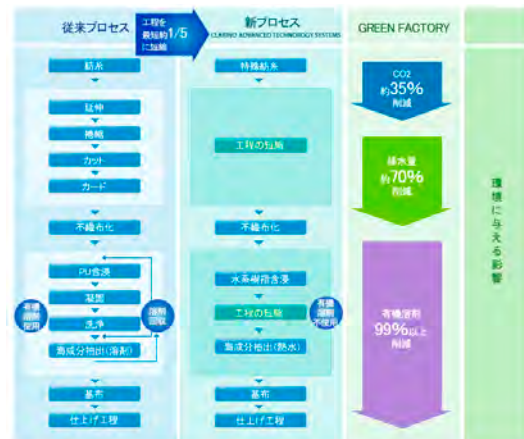 従来プロセス
工程を
最短約1/5
に短縮
新プロセス
CLARINO ADVANCED TECHNOROGY SYSTEMS
GREEN FACTORY
紡糸
延伸
捲縮
カット
カード
不織布化
PU含浸
凝固
洗浄
海成分抽出(溶剤)
有機
溶剤
使用
溶剤
回収
基布
仕上げ工程
特殊紡糸
工程の短縮
不織布化
水系樹脂含浸
工程の短縮
海成分抽出(熱水)
有機
溶剤
不使用
基布
仕上げ工程
CO2
約35%
削減
排水量
約70%
削減
有機溶剤
99%以上
削減
環境に与える影響